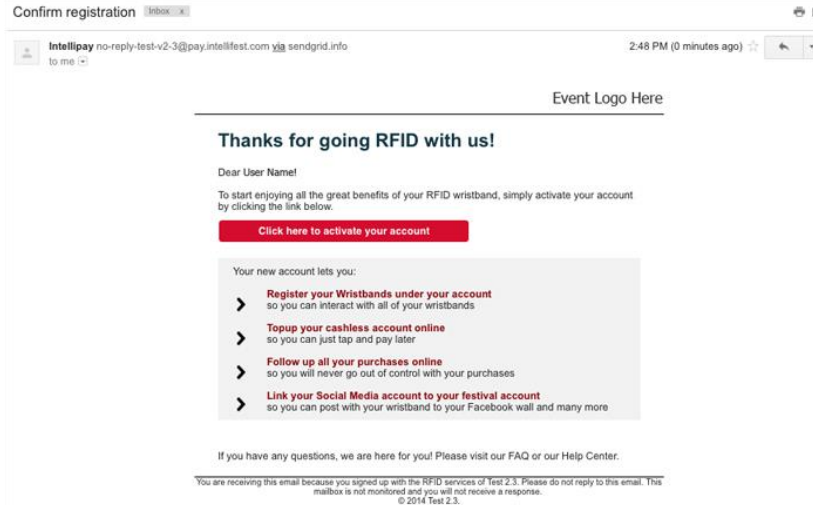 Confirm registration Inbox x
Intellipay no-reply-test-v2-3@pay.intellifest.com via sendgrid.info 2:48 PM (0 minutes ago)
to me
Event Logo Here
Thanks for going RFID with us!
Dear User Name!
To start enjoying all the great benefits of your RFID wristband, simply activate your account
by clicking the link below.
Click here to activate your account
Your new account lets you:
Register your Wristbands under your account
so you can interact with all of your wristbands
Topup your cashless account online
so you can just tap and pay later
Follow up all your purchases online
so you will never go out of control with your purchases
Link your Social Media account to your festival account
so you can post with your wristband to your Facebook wall and many more
If you have any questions, we are here for you! Please visit our FAQ or our Help Center.
You are receiving this email because you signed up with the RFID services of Test 2.3. Please do not reply to this email. This
mailbox is not monitored and you will not receive a response.
© 2014 Test 2.3.